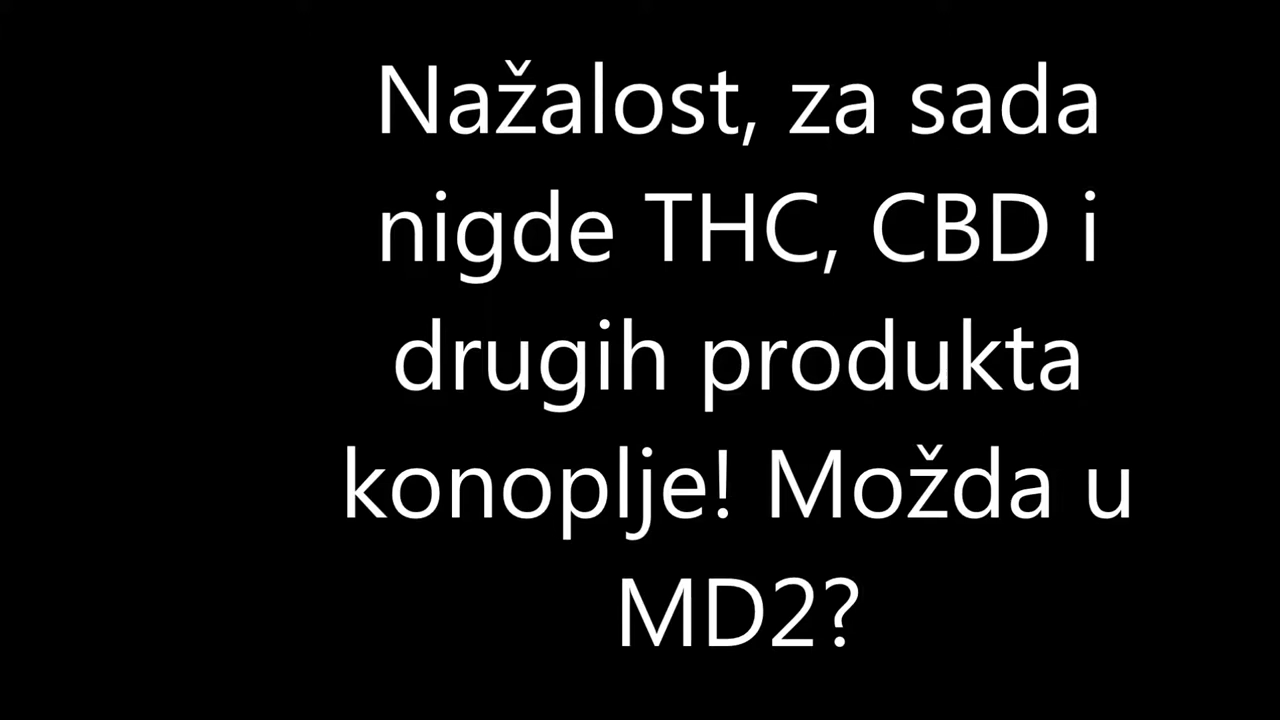 Nažalost, za sada
nigde THC, CBD i
drugih produkta
konoplje! Možda u
MD2?